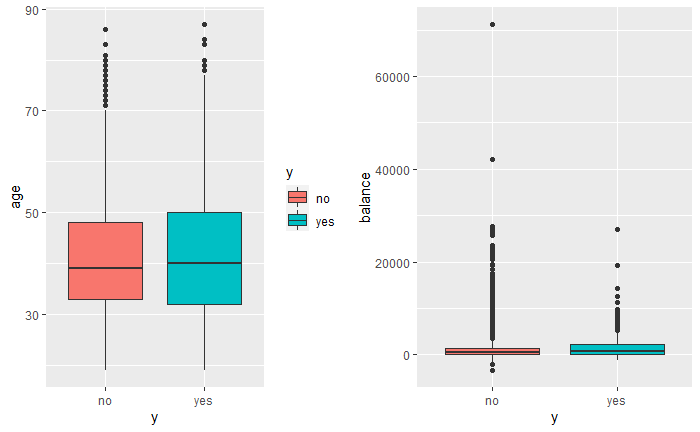 90
70
50
30
age
no yes
y
y
no
yes
60000
40000
20000
0
balance
no yes
y